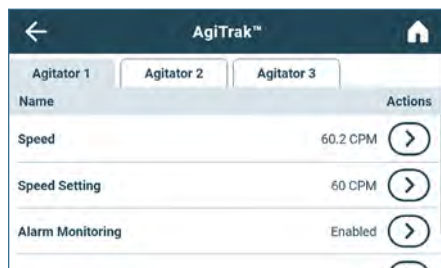 AgiTrak™
Agitator 1 Agitator 2 Agitator 3
Name Actions
Speed 60.2 CPM
Speed Setting 60 CPM
Alarm Monitoring Enabled